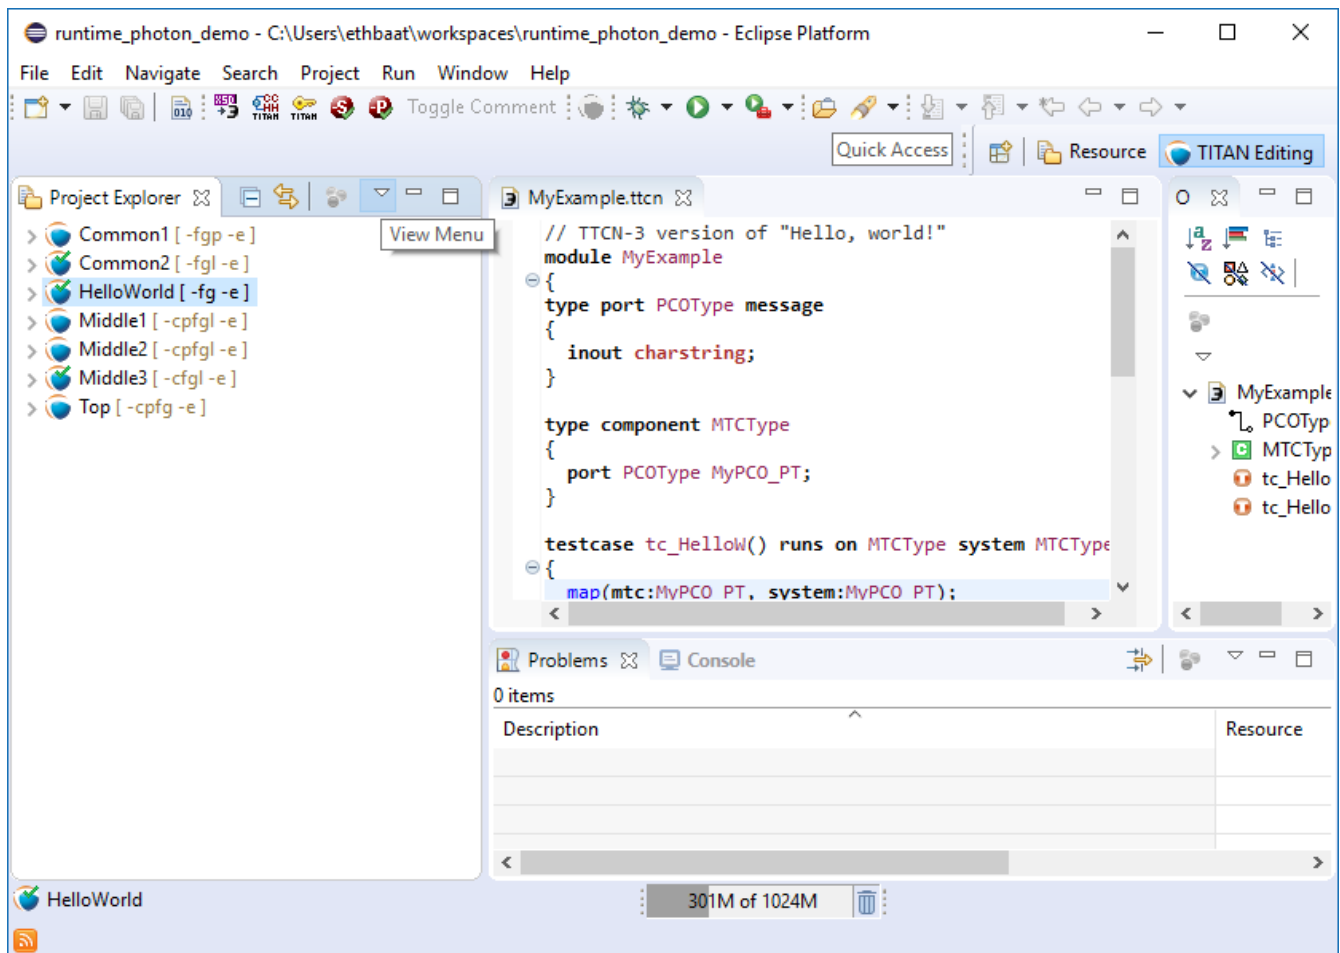 runtime_photon_demo - C:\Users\ethbaat\workspaces\runtime_photon_demo - Eclipse Platform
File Edit Navigate Search Project Run Window Help
Toggle Comment
Quick Access
Resource
TITAN Editing
Project Explorer
View Menu
Common1 [ -fgp -e ]
Common2 [ -fgl -e ]
HelloWorld [ -fg -e ]
Middle1 [ -cpfgl -e ]
Middle2 [ -cpfgl -e ]
Middle3 [ -cfgl -e ]
Top [ -cpfg -e ]
MyExample.ttcn
// TTCN-3 version of "Hello, world!"
module MyExample
{
type port PCOType message
{
inout charstring;
}
type component MTCType
{
port PCOType MyPCO_PT;
}
testcase tc_HelloW() runs on MTCType system MTCType
{
map(mtc:MyPCO_PT, system:MyPCO_PT);
O
MyExample
PCOTyp
MTCTyp
tc_Hello
tc_Hello
Problems
Console
0 items
Description
Resource
HelloWorld
301M of 1024M